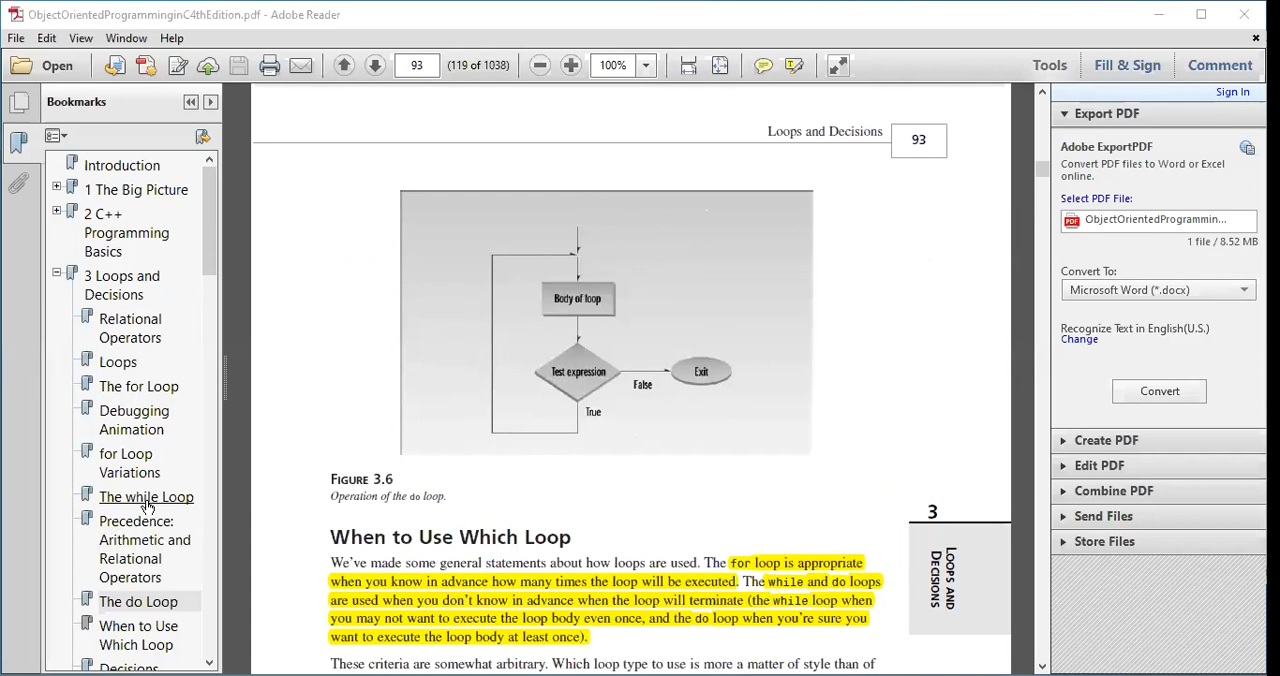 ObjectOrientedProgramminginC4thEdition.pdf - Adobe Reader
File Edit View Window Help
Open 93 (119 of 1038) 100% Tools Fill & Sign Comment
Sign In
Bookmarks
Introduction
1 The Big Picture
2 C++
Programming
Basics
3 Loops and
Decisions
Relational
Operators
Loops
The for Loop
Debugging
Animation
for Loop
Variations
The while Loop
Precedence:
Arithmetic and
Relational
Operators
The do Loop
When to Use
Which Loop
Decisions
Loops and Decisions 93
Body of loop
Test expression
False
Exit
True
FIGURE 3.6
Operation of the do loop.
When to Use Which Loop
We've made some general statements about how loops are used. The for loop is appropriate
when you know in advance how many times the loop will be executed. The while and do loops
are used when you don't know in advance when the loop will terminate (the while loop when
you may not want to execute the loop body even once, and the do loop when you're sure you
want to execute the loop body at least once).
These criteria are somewhat arbitrary. Which loop type to use is more a matter of style than of
3
LOOPS AND
DECISIONS
Export PDF
Adobe ExportPDF
Convert PDF files to Word or Excel
online.
Select PDF File:
ObjectOrientedProgrammin...
1 file / 8.52 MB
Convert To:
Microsoft Word (*.docx)
Recognize Text in English(U.S.)
Change
Convert
Create PDF
Edit PDF
Combine PDF
Send Files
Store Files